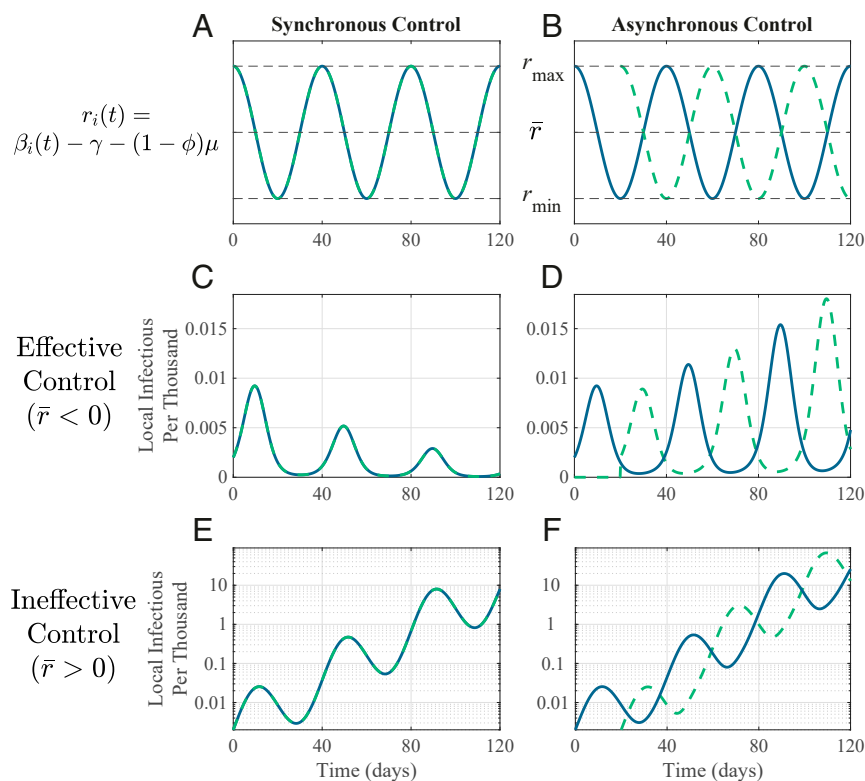 A Synchronous Control
B Asynchronous Control
r_i(t) =
β_i(t) − γ − (1 − ϕ)μ
r_max
r̄
r_min
0 40 80 120
0 40 80 120
C
D
Effective
Control
(r̄ < 0)
Local Infectious
Per Thousand
0.015
0.01
0.005
0
0 40 80 120
0.015
0.01
0.005
0
0 40 80 120
E
F
Ineffective
Control
(r̄ > 0)
Local Infectious
Per Thousand
10
1
0.1
0.01
0 40 80 120
Time (days)
10
1
0.1
0.01
0 40 80 120
Time (days)